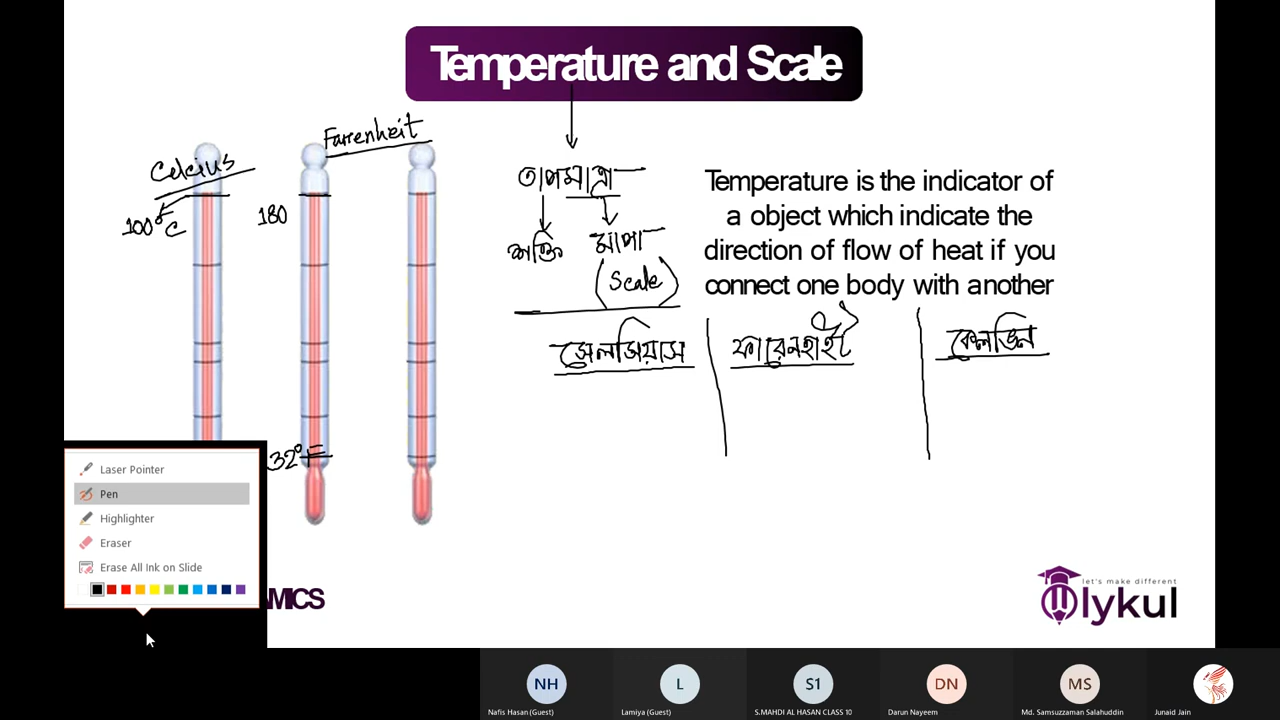 Temperature and Scale
Farrenheit
Celcius
100°C
180
32°F
তাপমাত্রা
শক্তি
মাপা
(Scale)
Temperature is the indicator of
a object which indicate the
direction of flow of heat if you
connect one body with another
সেলসিয়াস
ফারেনহাইট
কেলভিন
Laser Pointer
Pen
Highlighter
Eraser
Erase All Ink on Slide
MICS
let's make different
lykul
NH
L
S1
DN
MS
Nafis Hasan (Guest)
Lamiya (Guest)
S.MAHDI AL HASAN CLASS 10
Darun Nayeem
Md. Samsuzzaman Salahuddin
Junaid Jain